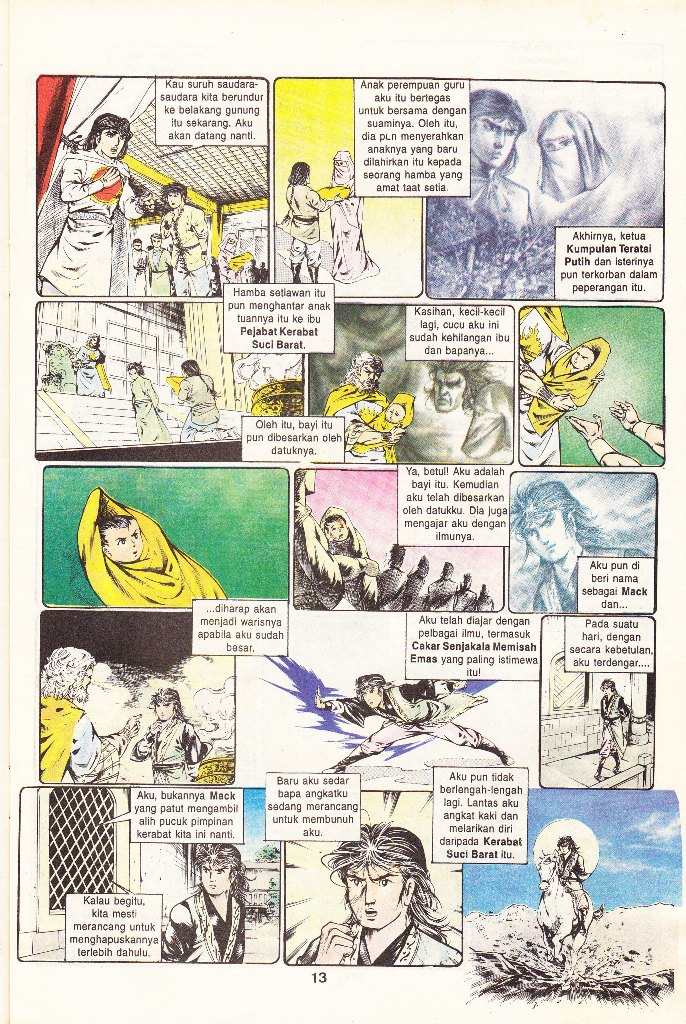 Kau suruh saudara-
saudara kita berundur
ke belakang gunung
itu sekarang. Aku
akan datang nanti.
Anak perempuan guru
aku itu bertegas
untuk bersama dengan
suaminya. Oleh itu,
dia pun menyerahkan
anaknya yang baru
dilahirkan itu kepada
seorang hamba yang
amat taat setia.
Akhirnya, ketua
Kumpulan Teratai
Putih dan isterinya
pun terkorban dalam
peperangan itu.
Hamba setiawan itu
pun menghantar anak
tuannya itu ke ibu
Pejabat Kerabat
Suci Barat.
Oleh itu, bayi itu
pun dibesarkan oleh
datuknya.
Kasihan, kecil-kecil
lagi, cucu aku ini
sudah kehilangan ibu
dan bapanya...
...diharap akan
menjadi warisnya
apabila aku sudah
besar.
Ya, betul! Aku adalah
bayi itu. Kemudian
aku telah dibesarkan
oleh datukku. Dia juga
mengajar aku dengan
ilmunya.
Aku pun di
beri nama
sebagai Mack
dan...
Aku telah diajar dengan
pelbagai ilmu, termasuk
Cakar Senjakala Memisah
Emas yang paling istimewa
itu!
Pada suatu
hari, dengan
secara kebetulan,
aku terdengar....
Aku, bukannya Mack
yang patut mengambil
alih pucuk pimpinan
kerabat kita ini nanti.
Kalau begitu,
kita mesti
merancang untuk
menghapuskannya
terlebih dahulu.
Baru aku sedar
bapa angkatku
sedang merancang
untuk membunuh
aku.
Aku pun tidak
berlengah-lengah
lagi. Lantas aku
angkat kaki dan
melarikan diri
daripada Kerabat
Suci Barat itu.
13